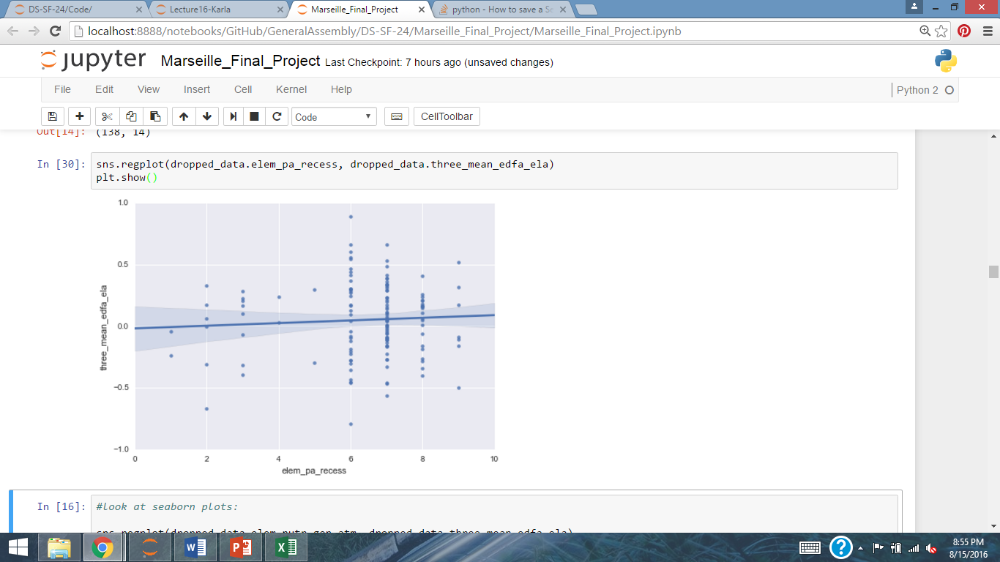 DS-SF-24/Code/
Lecture16-Karla
Marseille_Final_Project
python - How to save a Se
localhost:8888/notebooks/GitHub/GeneralAssembly/DS-SF-24/Marseille_Final_Project/Marseille_Final_Project.ipynb
jupyter Marseille_Final_Project Last Checkpoint: 7 hours ago (unsaved changes)
File Edit View Insert Cell Kernel Help
Python 2
Code
CellToolbar
Out[14]: (138, 14)
In [30]: sns.regplot(dropped_data.elem_pa_recess, dropped_data.three_mean_edfa_ela)
plt.show()
1.0
0.5
0.0
−0.5
−1.0
three_mean_edfa_ela
0 2 4 6 8 10
elem_pa_recess
In [16]: #look at seaborn plots:
sns.regplot(dropped_data.elem_nutr_gen_atm, dropped_data.three_mean_edfa_ela)
8:55 PM
8/15/2016